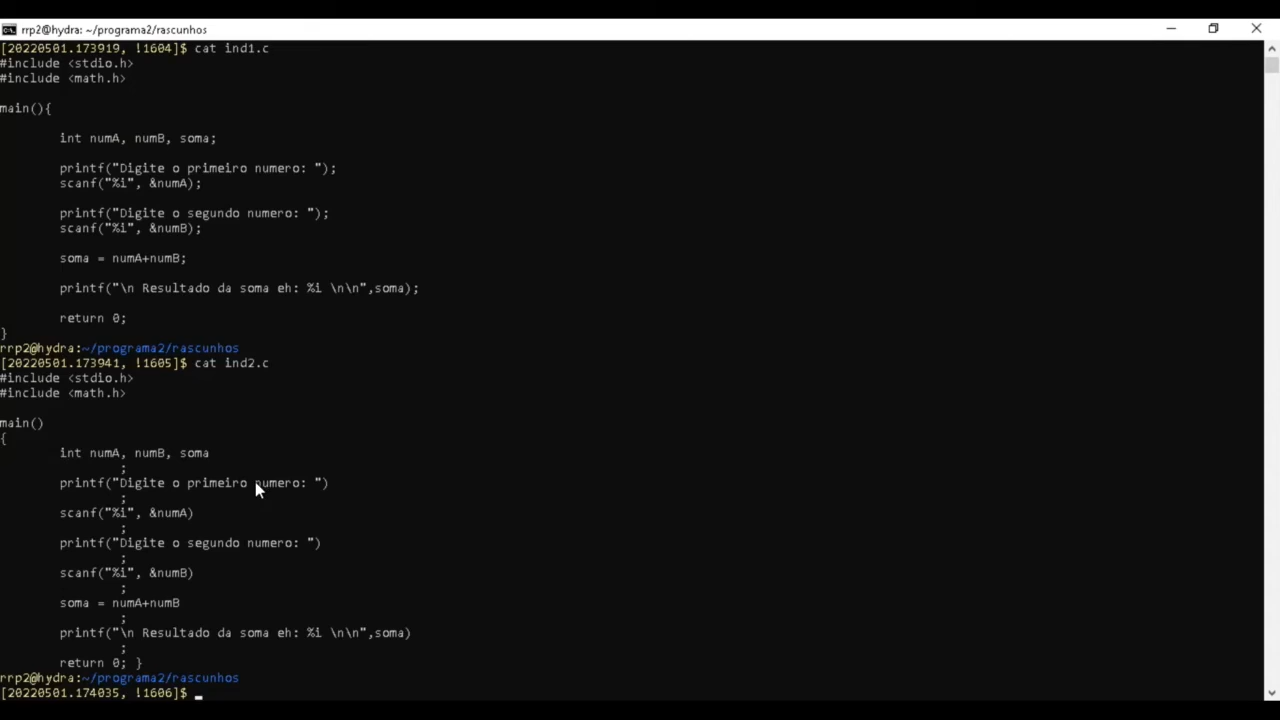 rrp2@hydra: ~/programa2/rascunhos
[20220501.173919, !1604]$ cat ind1.c
#include <stdio.h>
#include <math.h>
main(){
int numA, numB, soma;
printf("Digite o primeiro numero: ");
scanf("%i", &numA);
printf("Digite o segundo numero: ");
scanf("%i", &numB);
soma = numA+numB;
printf("\n Resultado da soma eh: %i \n\n",soma);
return 0;
}
rrp2@hydra:~/programa2/rascunhos
[20220501.173941, !1605]$ cat ind2.c
#include <stdio.h>
#include <math.h>
main()
{
int numA, numB, soma
;
printf("Digite o primeiro numero: ")
;
scanf("%i", &numA)
;
printf("Digite o segundo numero: ")
;
scanf("%i", &numB)
;
soma = numA+numB
;
printf("\n Resultado da soma eh: %i \n\n",soma)
;
return 0; }
rrp2@hydra:~/programa2/rascunhos
[20220501.174035, !1606]$